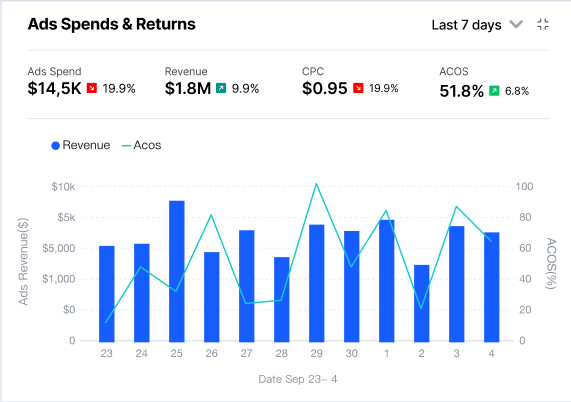 Ads Spends & Returns
Last 7 days
Ads Spend
Revenue
CPC
ACOS
$14,5K 19.9%
$1.8M 9.9%
$0.95 19.9%
51.8% 6.8%
Revenue
Acos
$10k
$5k
$5,000
$1,000
$0
0
Ads Revenue($)
100
80
60
40
20
0
ACOS(%)
23 24 25 26 27 28 29 30 1 2 3 4
Date Sep 23– 4